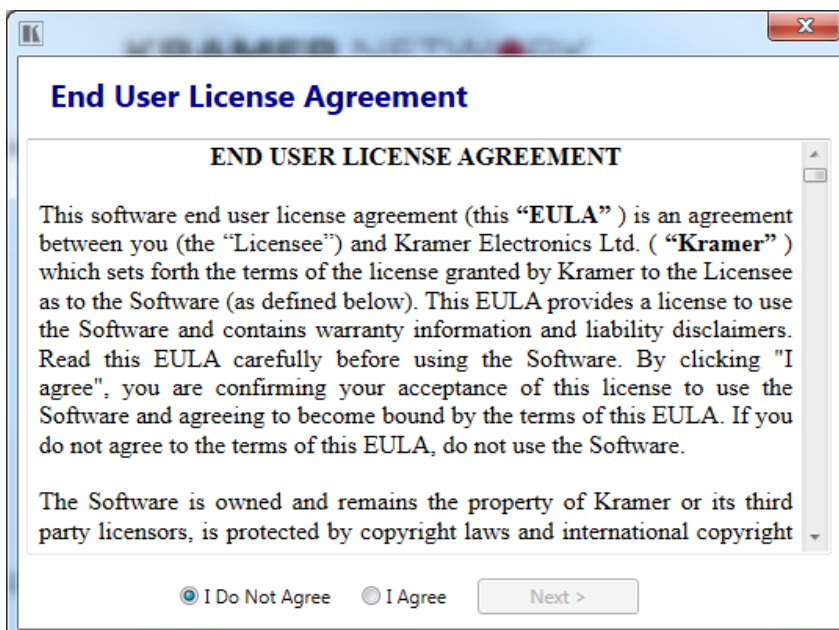 KRAMER NETWORK
End User License Agreement
END USER LICENSE AGREEMENT
This software end user license agreement (this “EULA” ) is an agreement
between you (the “Licensee”) and Kramer Electronics Ltd. ( “Kramer” )
which sets forth the terms of the license granted by Kramer to the Licensee
as to the Software (as defined below). This EULA provides a license to use
the Software and contains warranty information and liability disclaimers.
Read this EULA carefully before using the Software. By clicking "I
agree", you are confirming your acceptance of this license to use the
Software and agreeing to become bound by the terms of this EULA. If you
do not agree to the terms of this EULA, do not use the Software.
The Software is owned and remains the property of Kramer or its third
party licensors, is protected by copyright laws and international copyright
I Do Not Agree I Agree Next >